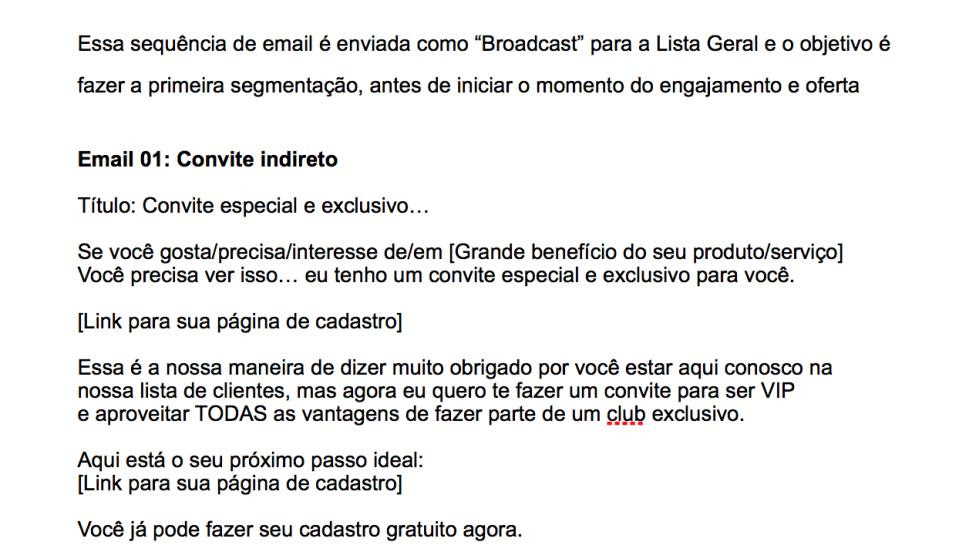 Essa sequência de email é enviada como “Broadcast” para a Lista Geral e o objetivo é
fazer a primeira segmentação, antes de iniciar o momento do engajamento e oferta
Email 01: Convite indireto
Título: Convite especial e exclusivo…
Se você gosta/precisa/interesse de/em [Grande benefício do seu produto/serviço]
Você precisa ver isso… eu tenho um convite especial e exclusivo para você.
[Link para sua página de cadastro]
Essa é a nossa maneira de dizer muito obrigado por você estar aqui conosco na
nossa lista de clientes, mas agora eu quero te fazer um convite para ser VIP
e aproveitar TODAS as vantagens de fazer parte de um club exclusivo.
Aqui está o seu próximo passo ideal:
[Link para sua página de cadastro]
Você já pode fazer seu cadastro gratuito agora.